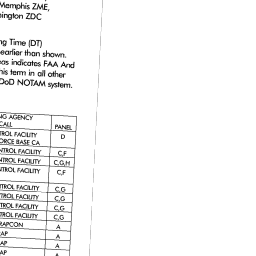 Memphis ZME,
ington ZDC
ng Time (DT)
earlier than shown.
eas indicates FAA And
his term in all other
DoD NOTAM system.
NG AGENCY
CALL PANEL
TROL FACILITY D
ORCE BASE CA
NTROL FACILITY C,F
NTROL FACILITY C,G,H
NTROL FACILITY C,F
TROL FACILITY C,G
TROL FACILITY C,G
TROL FACILITY C,G
TROL FACILITY C,G
RAPCON A
AP A
AP A
AP A